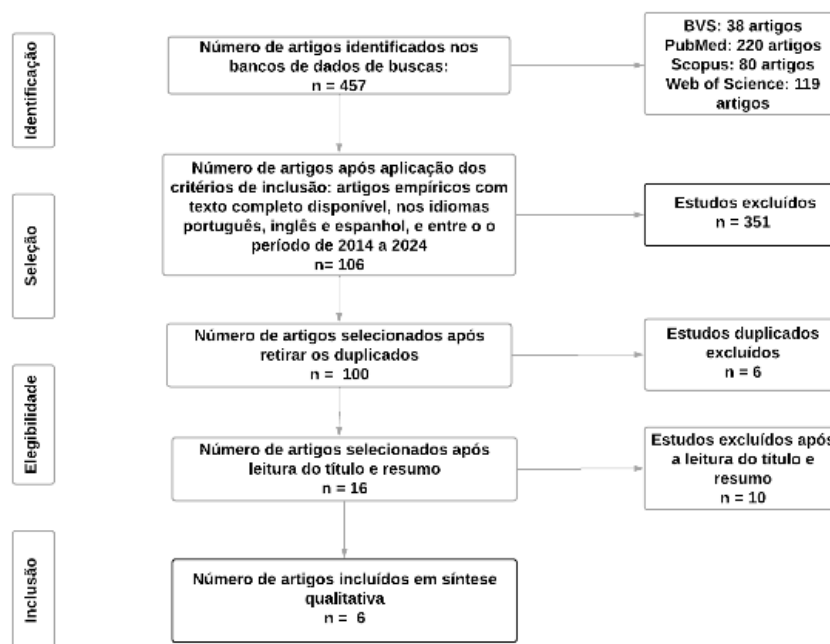 Identificação
Número de artigos identificados nos
bancos de dados de buscas:
n = 457
BVS: 38 artigos
PubMed: 220 artigos
Scopus: 80 artigos
Web of Science: 119
artigos
Seleção
Número de artigos após aplicação dos
critérios de inclusão: artigos empíricos com
texto completo disponível, nos idiomas
português, inglês e espanhol, e entre o o
período de 2014 a 2024
n= 106
Estudos excluídos
n = 351
Elegibilidade
Número de artigos selecionados após
retirar os duplicados
n = 100
Estudos duplicados
excluídos
n = 6
Número de artigos selecionados após
leitura do título e resumo
n = 16
Estudos excluídos após
a leitura do título e
resumo
n = 10
Inclusão
Número de artigos incluídos em síntese
qualitativa
n = 6